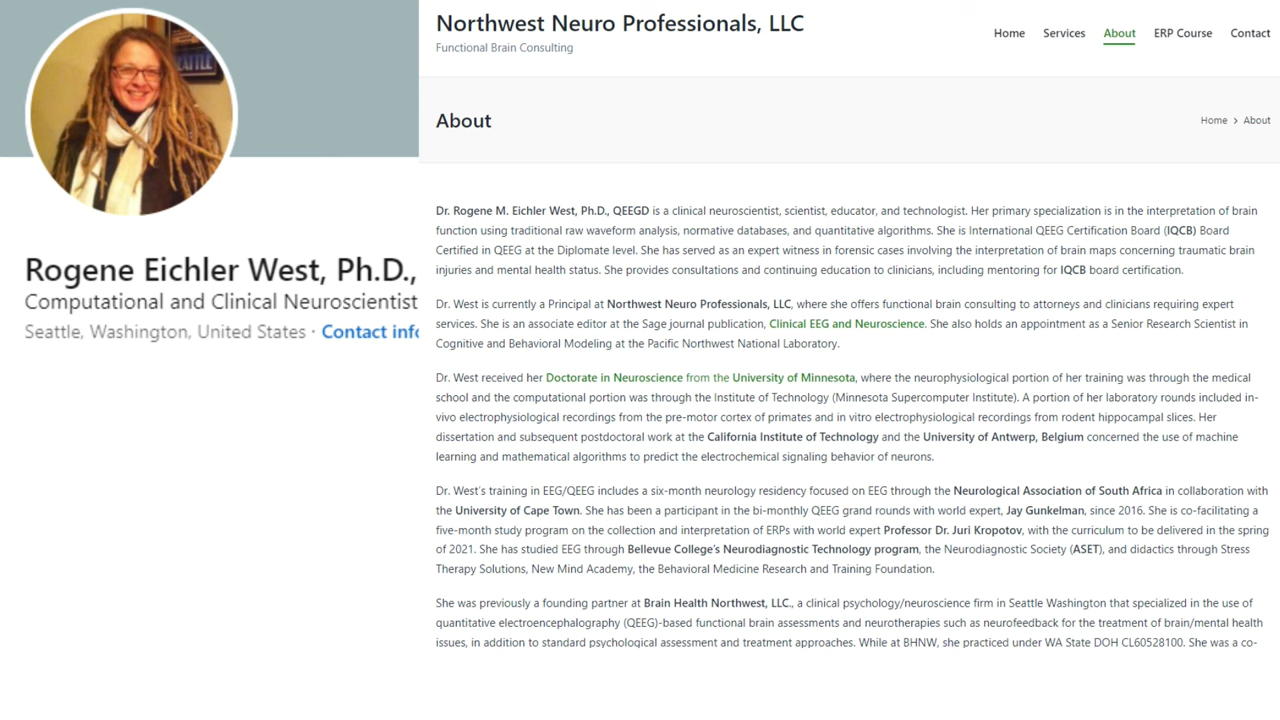 SEATTLE
Rogene Eichler West, Ph.D.,
Computational and Clinical Neuroscientist
Seattle, Washington, United States · Contact info
Northwest Neuro Professionals, LLC
Functional Brain Consulting
Home Services About ERP Course Contact
About
Home > About
Dr. Rogene M. Eichler West, Ph.D., QEEGD is a clinical neuroscientist, scientist, educator, and technologist. Her primary specialization is in the interpretation of brain
function using traditional raw waveform analysis, normative databases, and quantitative algorithms. She is International QEEG Certification Board (IQCB) Board
Certified in QEEG at the Diplomate level. She has served as an expert witness in forensic cases involving the interpretation of brain maps concerning traumatic brain
injuries and mental health status. She provides consultations and continuing education to clinicians, including mentoring for IQCB board certification.
Dr. West is currently a Principal at Northwest Neuro Professionals, LLC, where she offers functional brain consulting to attorneys and clinicians requiring expert
services. She is an associate editor at the Sage journal publication, Clinical EEG and Neuroscience. She also holds an appointment as a Senior Research Scientist in
Cognitive and Behavioral Modeling at the Pacific Northwest National Laboratory.
Dr. West received her Doctorate in Neuroscience from the University of Minnesota, where the neurophysiological portion of her training was through the medical
school and the computational portion was through the Institute of Technology (Minnesota Supercomputer Institute). A portion of her laboratory rounds included in-
vivo electrophysiological recordings from the pre-motor cortex of primates and in vitro electrophysiological recordings from rodent hippocampal slices. Her
dissertation and subsequent postdoctoral work at the California Institute of Technology and the University of Antwerp, Belgium concerned the use of machine
learning and mathematical algorithms to predict the electrochemical signaling behavior of neurons.
Dr. West's training in EEG/QEEG includes a six-month neurology residency focused on EEG through the Neurological Association of South Africa in collaboration with
the University of Cape Town. She has been a participant in the bi-monthly QEEG grand rounds with world expert, Jay Gunkelman, since 2016. She is co-facilitating a
five-month study program on the collection and interpretation of ERPs with world expert Professor Dr. Juri Kropotov, with the curriculum to be delivered in the spring
of 2021. She has studied EEG through Bellevue College's Neurodiagnostic Technology program, the Neurodiagnostic Society (ASET), and didactics through Stress
Therapy Solutions, New Mind Academy, the Behavioral Medicine Research and Training Foundation.
She was previously a founding partner at Brain Health Northwest, LLC., a clinical psychology/neuroscience firm in Seattle Washington that specialized in the use of
quantitative electroencephalography (QEEG)-based functional brain assessments and neurotherapies such as neurofeedback for the treatment of brain/mental health
issues, in addition to standard psychological assessment and treatment approaches. While at BHNW, she practiced under WA State DOH CL60528100. She was a co-